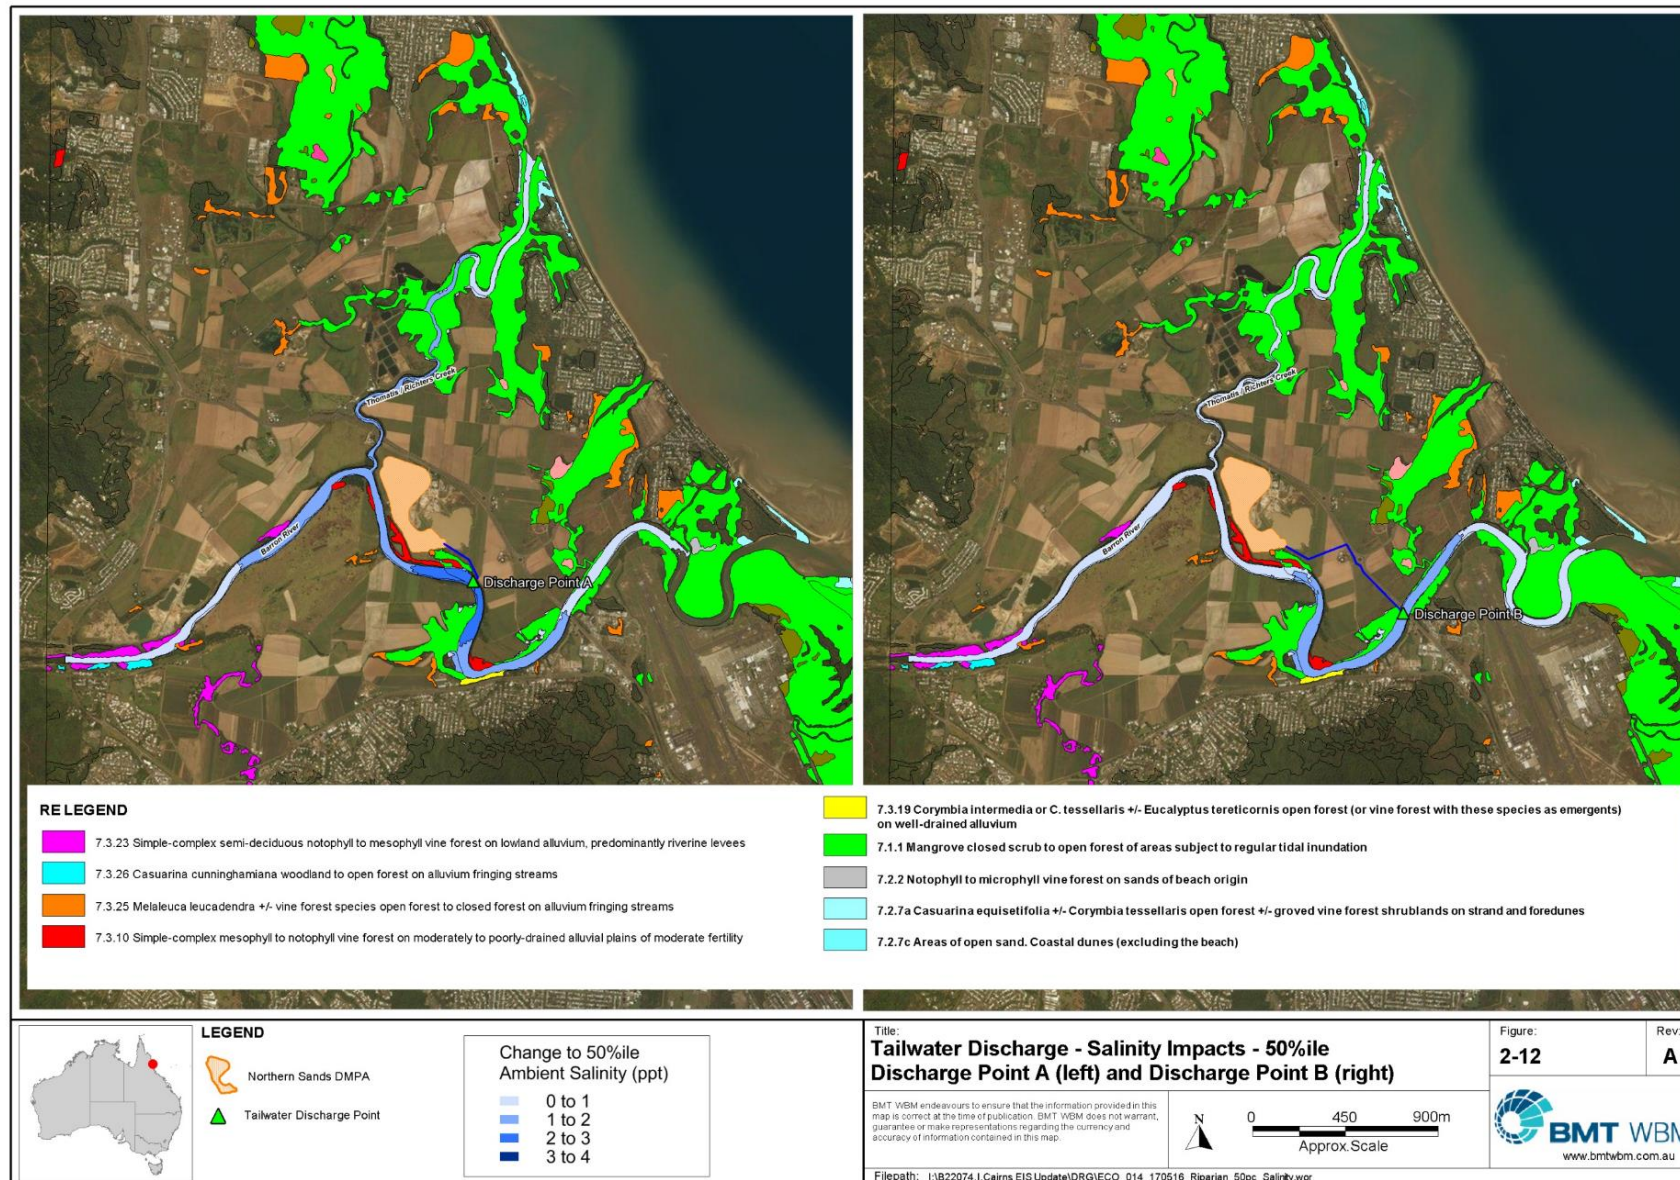 Thomatis / Richters Creek
Barron River
Discharge Point A
Thomatis / Richters Creek
Barron River
Discharge Point B
RE LEGEND
7.3.23 Simple-complex semi-deciduous notophyll to mesophyll vine forest on lowland alluvium, predominantly riverine levees
7.3.26 Casuarina cunninghamiana woodland to open forest on alluvium fringing streams
7.3.25 Melaleuca leucadendra +/- vine forest species open forest to closed forest on alluvium fringing streams
7.3.10 Simple-complex mesophyll to notophyll vine forest on moderately to poorly-drained alluvial plains of moderate fertility
7.3.19 Corymbia intermedia or C. tessellaris +/- Eucalyptus tereticornis open forest (or vine forest with these species as emergents)
on well-drained alluvium
7.1.1 Mangrove closed scrub to open forest of areas subject to regular tidal inundation
7.2.2 Notophyll to microphyll vine forest on sands of beach origin
7.2.7a Casuarina equisetifolia +/- Corymbia tessellaris open forest +/- groved vine forest shrublands on strand and foredunes
7.2.7c Areas of open sand. Coastal dunes (excluding the beach)
LEGEND
Northern Sands DMPA
Tailwater Discharge Point
Change to 50%ile
Ambient Salinity (ppt)
0 to 1
1 to 2
2 to 3
3 to 4
Title:
Tailwater Discharge - Salinity Impacts - 50%ile
Discharge Point A (left) and Discharge Point B (right)
BMT WBM endeavours to ensure that the information provided in this
map is correct at the time of publication. BMT WBM does not warrant,
guarantee or make representations regarding the currency and
accuracy of information contained in this map.
N
0 450 900m
Approx.Scale
Figure:
2-12
Rev:
A
BMT WBM
www.bmtwbm.com.au
Filepath: I:\B22074.I.Cairns EIS Update\DRG\ECO_014_170516_Riparian_50pc_Salinity.wor